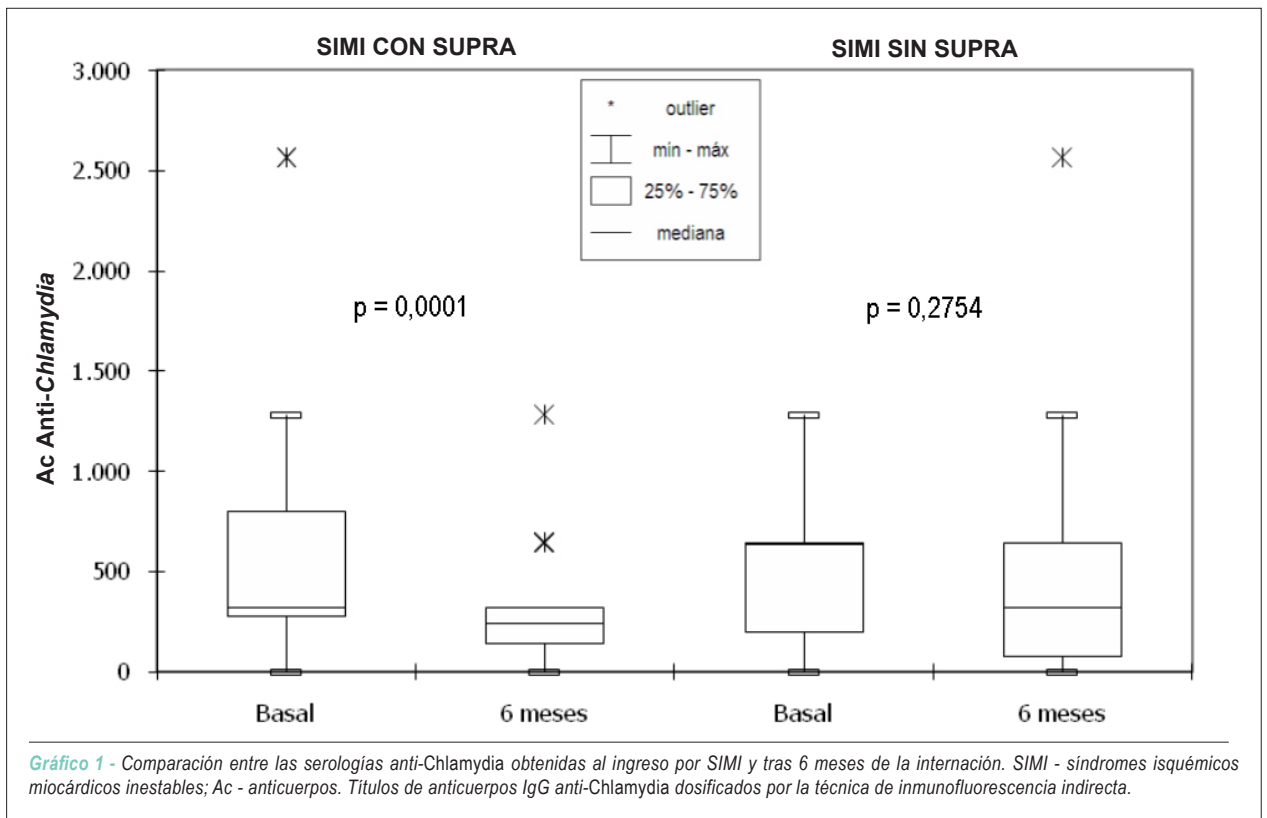 SIMI CON SUPRA
SIMI SIN SUPRA
Ac Anti-Chlamydia
3.000
2.500
2.000
1.500
1.000
500
0
* outlier
min - máx
25% - 75%
mediana
p = 0,0001
p = 0,2754
Basal
6 meses
Basal
6 meses
Gráfico 1 - Comparación entre las serologías anti-Chlamydia obtenidas al ingreso por SIMI y tras 6 meses de la internación. SIMI - síndromes isquémicos
miocárdicos inestables; Ac - anticuerpos. Títulos de anticuerpos IgG anti-Chlamydia dosificados por la técnica de inmunofluorescencia indirecta.